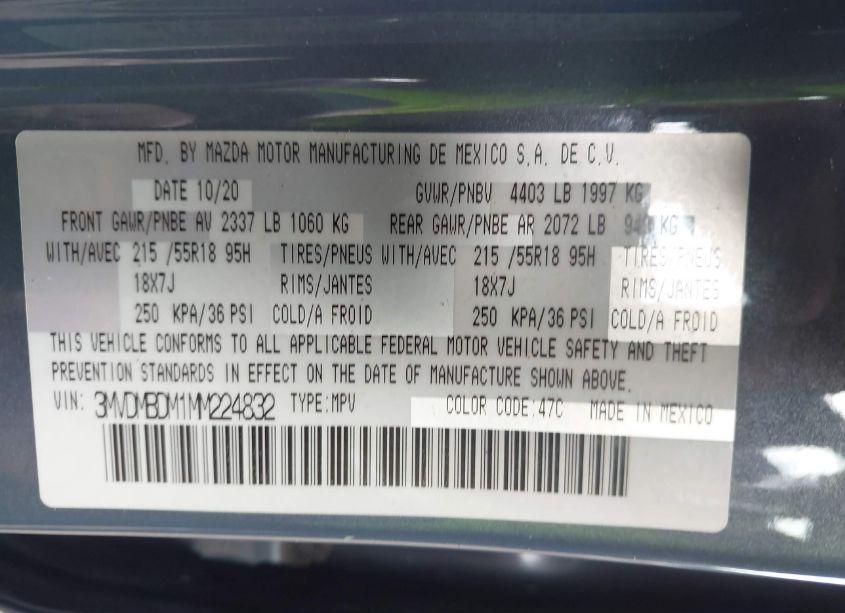 MFD. BY MAZDA MOTOR MANUFACTURING DE MEXICO S.A. DE C.V.
DATE 10/20 GVWR/PNBV 4403 LB 1997 KG
FRONT GAWR/PNBE AV 2337 LB 1060 KG REAR GAWR/PNBE AR 2072 LB 940 KG
WITH/AVEC 215 /55R18 95H TIRES/PNEUS WITH/AVEC 215 /55R18 95H TIRES/PNEUS
18X7J RIMS/JANTES 18X7J RIMS/JANTES
250 KPA/36 PSI COLD/A FROID 250 KPA/36 PSI COLD/A FROID
THIS VEHICLE CONFORMS TO ALL APPLICABLE FEDERAL MOTOR VEHICLE SAFETY AND THEFT
PREVENTION STANDARDS IN EFFECT ON THE DATE OF MANUFACTURE SHOWN ABOVE.
VIN: 3MVDMBDM1MM224832 TYPE:MPV COLOR CODE:47C MADE IN MEXICO